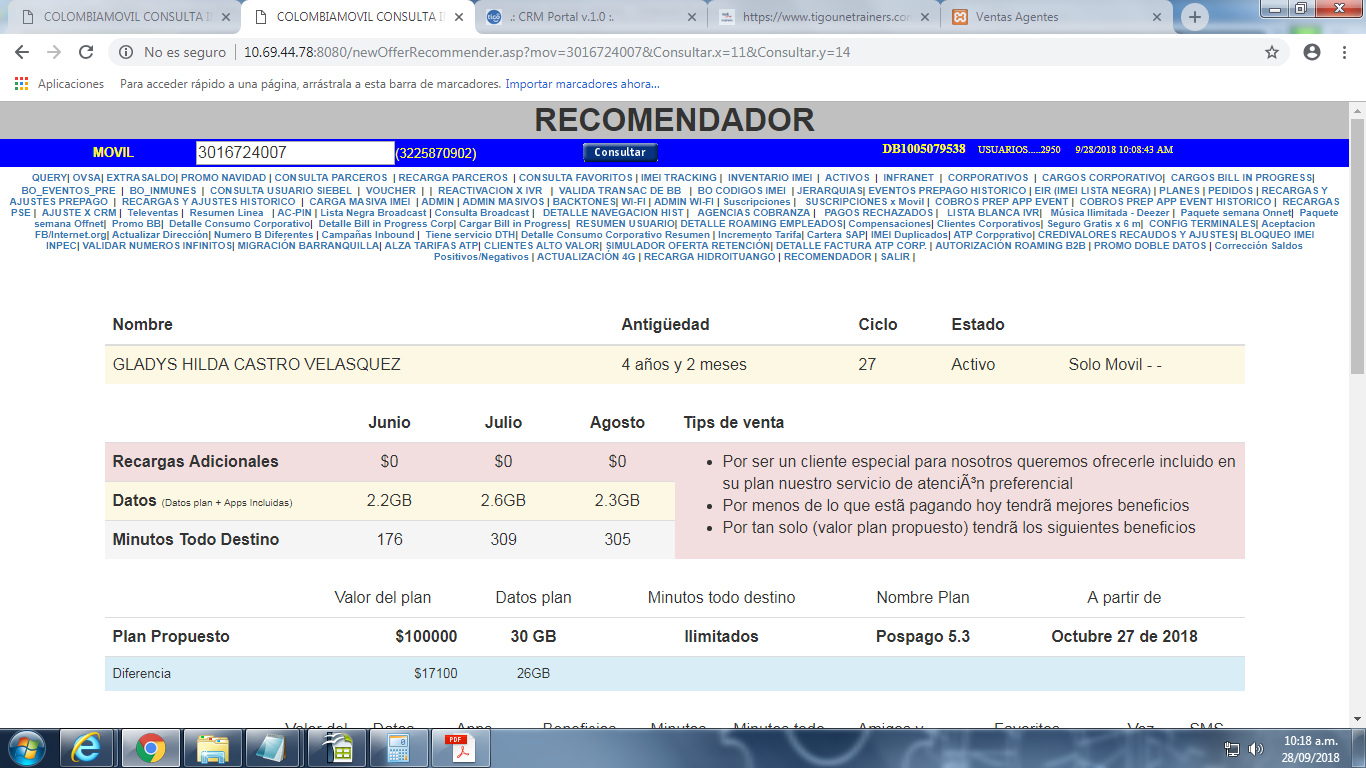 COLOMBIAMOVIL CONSULTA I
COLOMBIAMOVIL CONSULTA I
.: CRM Portal v.1.0 :.
https://www.tigounetrainers.co
Ventas Agentes
No es seguro | 10.69.44.78:8080/newOfferRecommender.asp?mov=3016724007&Consultar.x=11&Consultar.y=14
Aplicaciones Para acceder rápido a una página, arrástrala a esta barra de marcadores. Importar marcadores ahora...
RECOMENDADOR
MOVIL 3016724007 (3225870902) Consultar DB1005079538 USUARIOS.....2950 9/28/2018 10:08:43 AM
QUERY| OVSA| EXTRASALDO| PROMO NAVIDAD | CONSULTA PARCEROS | RECARGA PARCEROS | CONSULTA FAVORITOS | IMEI TRACKING | INVENTARIO IMEI | ACTIVOS | INFRANET | CORPORATIVOS | CARGOS CORPORATIVO| CARGOS BILL IN PROGRESS|
BO_EVENTOS_PRE | BO_INMUNES | CONSULTA USUARIO SIEBEL | VOUCHER | | REACTIVACION X IVR | VALIDA TRANSAC DE BB | BO CODIGOS IMEI | JERARQUIAS| EVENTOS PREPAGO HISTORICO | EIR (IMEI LISTA NEGRA) | PLANES | PEDIDOS | RECARGAS Y
AJUSTES PREPAGO | RECARGAS Y AJUSTES HISTORICO | CARGA MASIVA IMEI | ADMIN | ADMIN MASIVOS | BACKTONES| WI-FI | ADMIN WI-FI | Suscripciones | SUSCRIPCIONES x Movil | COBROS PREP APP EVENT | COBROS PREP APP EVENT HISTORICO | RECARGAS
PSE | AJUSTE X CRM | Televentas | Resumen Linea | AC-PIN | Lista Negra Broadcast | Consulta Broadcast | DETALLE NAVEGACION HIST | AGENCIAS COBRANZA | PAGOS RECHAZADOS | LISTA BLANCA IVR| Música Ilimitada - Deezer | Paquete semana Onnet| Paquete
semana Offnet| Promo BB| Detalle Consumo Corporativo| Detalle Bill in Progress Corp| Cargar Bill in Progress| RESUMEN USUARIO| DETALLE ROAMING EMPLEADOS| Compensaciones| Clientes Corporativos| Seguro Gratis x 6 m| CONFIG TERMINALES| Aceptacion
FB/Internet.org| Actualizar Dirección| Numero B Diferentes | Campañas Inbound | Tiene servicio DTH| Detalle Consumo Corporativo Resumen | Incremento Tarifa| Cartera SAP| IMEI Duplicados| ATP Corporativo| CREDIVALORES RECAUDOS Y AJUSTES| BLOQUEO IMEI
INPEC| VALIDAR NUMEROS INFINITOS| MIGRACIÓN BARRANQUILLA| ALZA TARIFAS ATP| CLIENTES ALTO VALOR| SIMULADOR OFERTA RETENCIÓN| DETALLE FACTURA ATP CORP. | AUTORIZACIÓN ROAMING B2B | PROMO DOBLE DATOS | Corrección Saldos
Positivos/Negativos | ACTUALIZACIÓN 4G | RECARGA HIDROITUANGO | RECOMENDADOR | SALIR |
Nombre Antigüedad Ciclo Estado
GLADYS HILDA CASTRO VELASQUEZ 4 años y 2 meses 27 Activo Solo Movil - -
Junio Julio Agosto Tips de venta
Recargas Adicionales $0 $0 $0
Datos (Datos plan + Apps Incluidas) 2.2GB 2.6GB 2.3GB
Minutos Todo Destino 176 309 305
• Por ser un cliente especial para nosotros queremos ofrecerle incluido en
su plan nuestro servicio de atenciÃ³n preferencial
• Por menos de lo que estã pagando hoy tendrã mejores beneficios
• Por tan solo (valor plan propuesto) tendrã los siguientes beneficios
Valor del plan Datos plan Minutos todo destino Nombre Plan A partir de
Plan Propuesto $100000 30 GB Ilimitados Pospago 5.3 Octubre 27 de 2018
Diferencia $17100 26GB
Valor del Datos Apps Beneficios Minutos Minutos todo Amigos y Favoritos Voz SMS
10:18 a.m.
28/09/2018